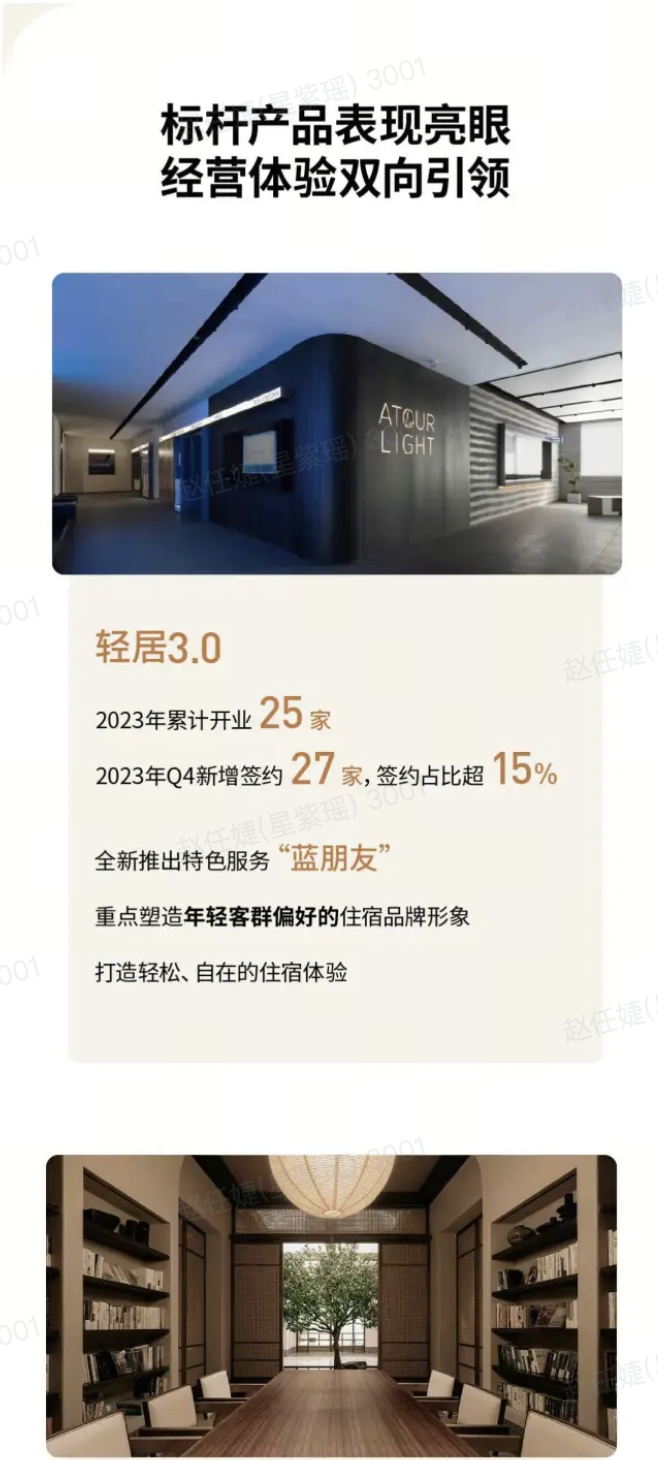 标杆产品表现亮眼
经营体验双向引领
ATOUR
LIGHT
轻居3.0
2023年累计开业 25 家
2023年Q4新增签约 27 家，签约占比超 15%
全新推出特色服务“蓝朋友”
重点塑造年轻客群偏好的住宿品牌形象
打造轻松、自在的住宿体验
赵任婕(星紫瑶) 3001